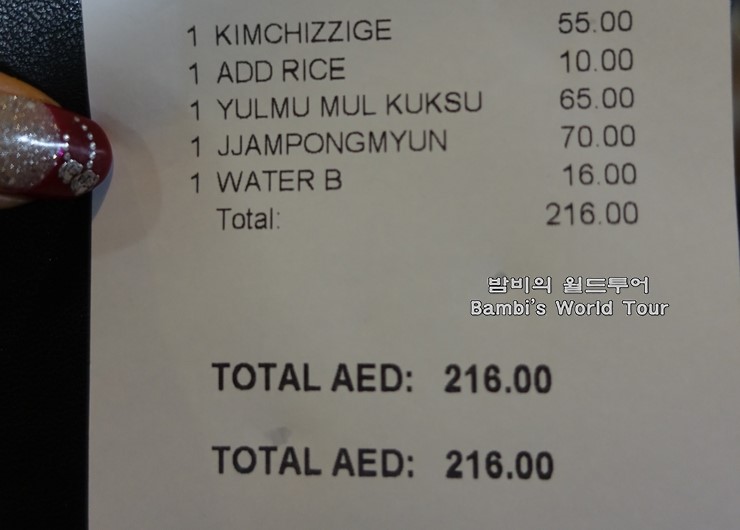 1 KIMCHIZZIGE 55.00
1 ADD RICE 10.00
1 YULMU MUL KUKSU 65.00
1 JJAMPONGMYUN 70.00
1 WATER B 16.00
Total: 216.00
밤비의 월드투어
Bambi's World Tour
TOTAL AED: 216.00
TOTAL AED: 216.00